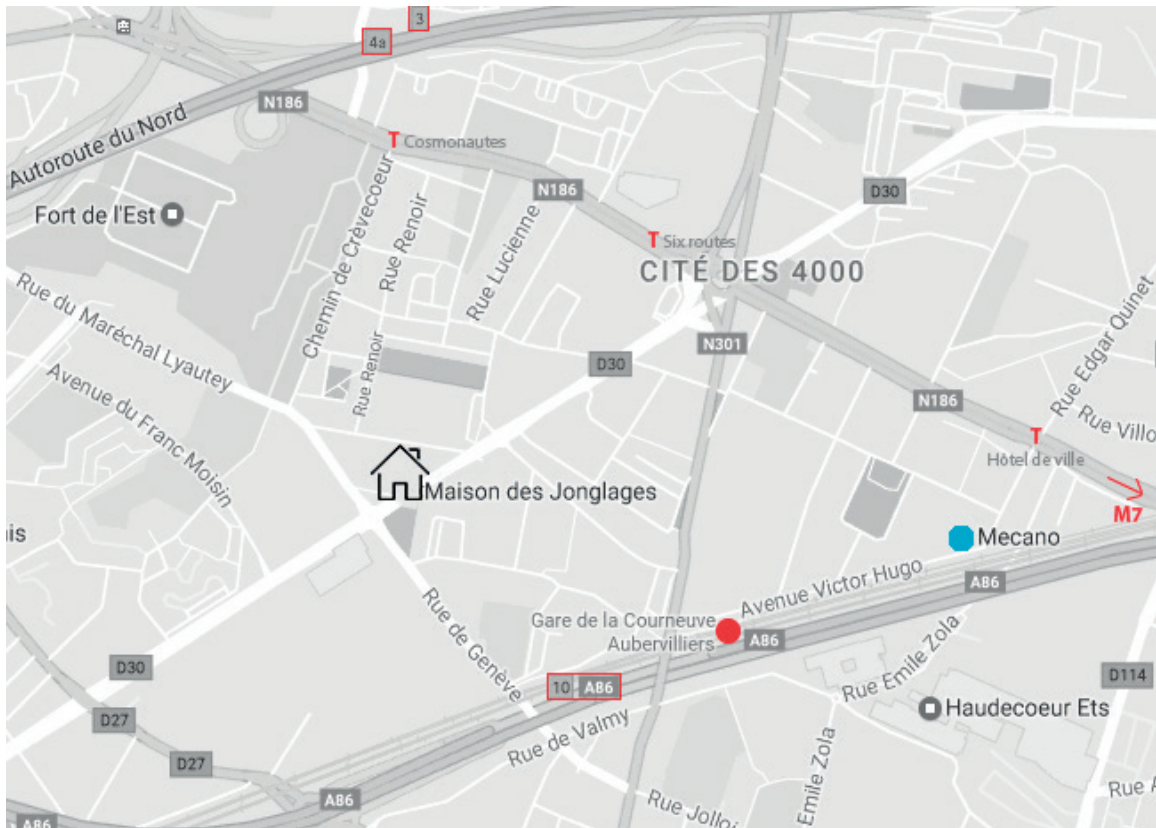 3
4a
N186
Autoroute du Nord
T Cosmonautes
N186
D30
Fort de l'Est
Chemin de Crèvecoeur
Rue Renoir
Rue Lucienne
T Six routes
CITÉ DES 4000
Rue du Maréchal Lyautey
N301
Rue Edgar Quinet
D30
Rue Renoir
Avenue du Franc Moisin
N186
Rue Villo
T
Hôtel de ville
Maison des Jonglages
M7
ais
Mecano
Avenue Victor Hugo
A86
Rue de Genève
Gare de la Courneuve
Aubervilliers
A86
D30
10 A86
Rue Emile Zola
D114
D27
Rue de Valmy
Haudecoeur Ets
D27
A86
Rue Jolloi
Emile Zola
Rue A
A86